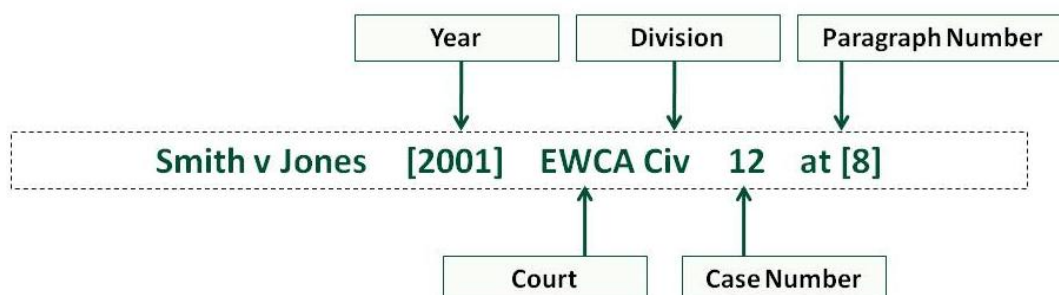 Year Division Paragraph Number
Smith v Jones [2001] EWCA Civ 12 at [8]
Court Case Number